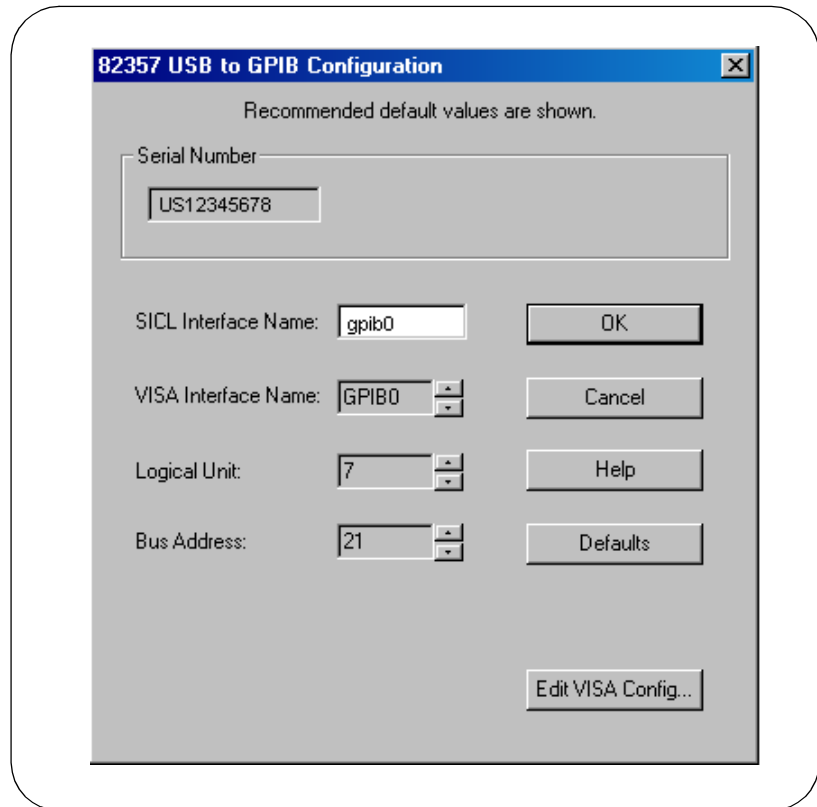 82357 USB to GPIB Configuration
Recommended default values are shown.
Serial Number
US12345678
SICL Interface Name: gpib0 OK
VISA Interface Name: GPIB0 Cancel
Logical Unit: 7 Help
Bus Address: 21 Defaults
Edit VISA Config...